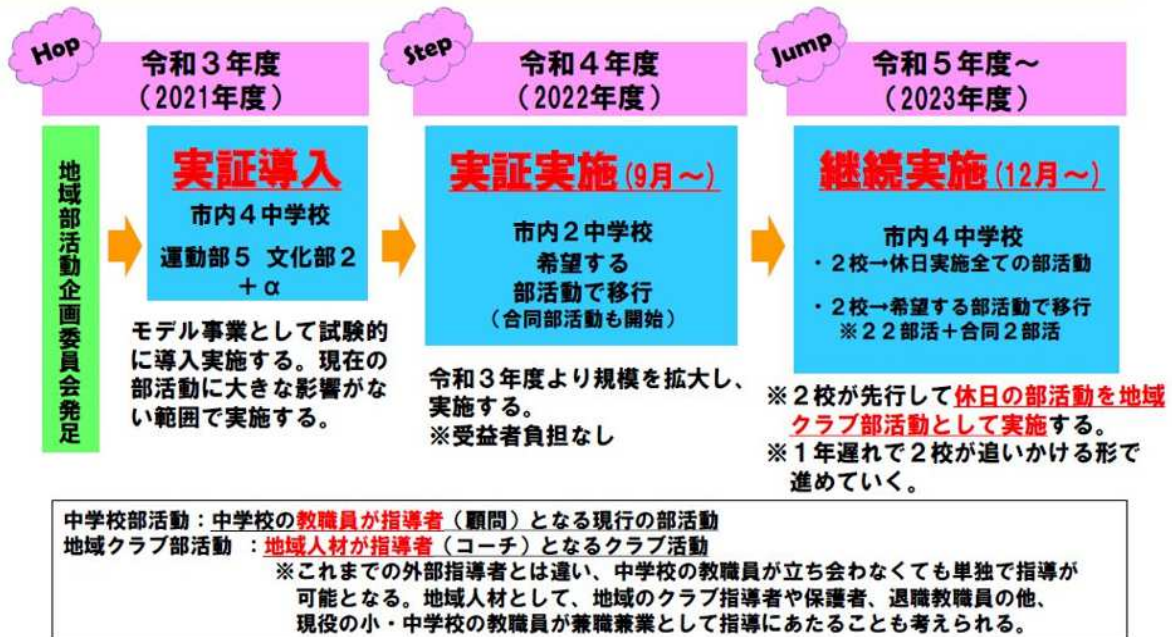 Hop
令和３年度
（2021年度）
Step
令和４年度
（2022年度）
Jump
令和５年度～
（2023年度）
地域部活動企画委員会発足
実証導入
市内４中学校
運動部５ 文化部２
＋α
モデル事業として試験的
に導入実施する。現在の
部活動に大きな影響がな
い範囲で実施する。
実証実施(9月～)
市内２中学校
希望する
部活動で移行
（合同部活動も開始）
令和３年度より規模を拡大し、
実施する。
※受益者負担なし
継続実施(12月～)
市内４中学校
・２校→休日実施全ての部活動
・２校→希望する部活動で移行
※２２部活＋合同２部活
※２校が先行して休日の部活動を地域
クラブ部活動として実施する。
※１年遅れで２校が追いかける形で
進めていく。
中学校部活動：中学校の教職員が指導者（顧問）となる現行の部活動
地域クラブ部活動 ：地域人材が指導者（コーチ）となるクラブ活動
※これまでの外部指導者とは違い、中学校の教職員が立ち会わなくても単独で指導が
可能となる。地域人材として、地域のクラブ指導者や保護者、退職教職員の他、
現役の小・中学校の教職員が兼職兼業として指導にあたることも考えられる。